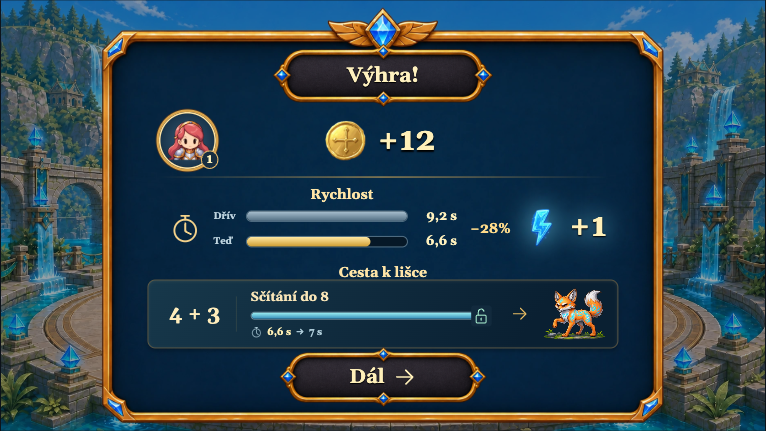 Výhra!
1
+12
Rychlost
Dřív 9,2 s
Teď 6,6 s
−28%
+1
Cesta k lišce
4 + 3
Sčítání do 8
6,6 s → 7 s
→
Dál →